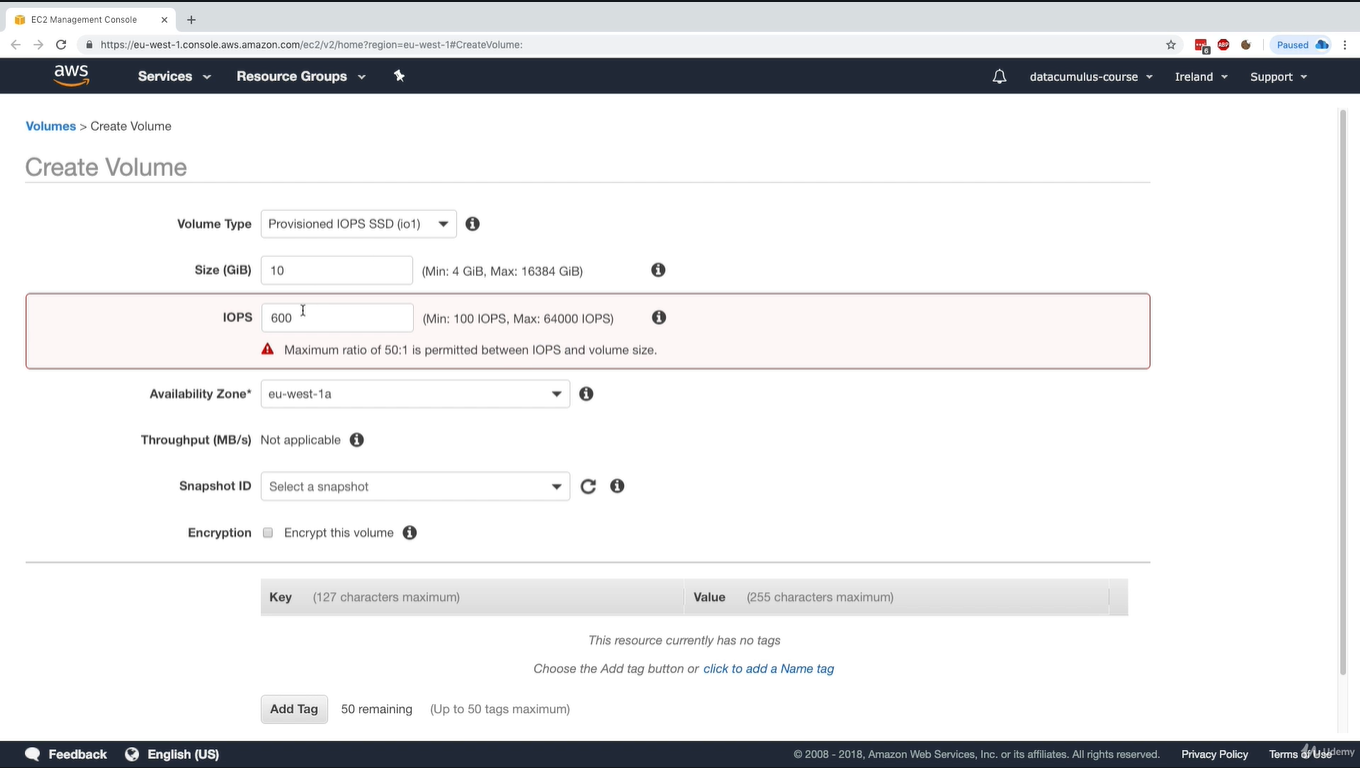 EC2 Management Console
https://eu-west-1.console.aws.amazon.com/ec2/v2/home?region=eu-west-1#CreateVolume:
6
ABP
Paused
aws
Services
Resource Groups
datacumulus-course
Ireland
Support
Volumes > Create Volume
Create Volume
Volume Type Provisioned IOPS SSD (io1)
Size (GiB) 10 (Min: 4 GiB, Max: 16384 GiB)
IOPS 600 (Min: 100 IOPS, Max: 64000 IOPS)
Maximum ratio of 50:1 is permitted between IOPS and volume size.
Availability Zone* eu-west-1a
Throughput (MB/s) Not applicable
Snapshot ID Select a snapshot
Encryption Encrypt this volume
Key (127 characters maximum) Value (255 characters maximum)
This resource currently has no tags
Choose the Add tag button or click to add a Name tag
Add Tag 50 remaining (Up to 50 tags maximum)
Feedback English (US) © 2008 - 2018, Amazon Web Services, Inc. or its affiliates. All rights reserved. Privacy Policy Terms of Use
Udemy